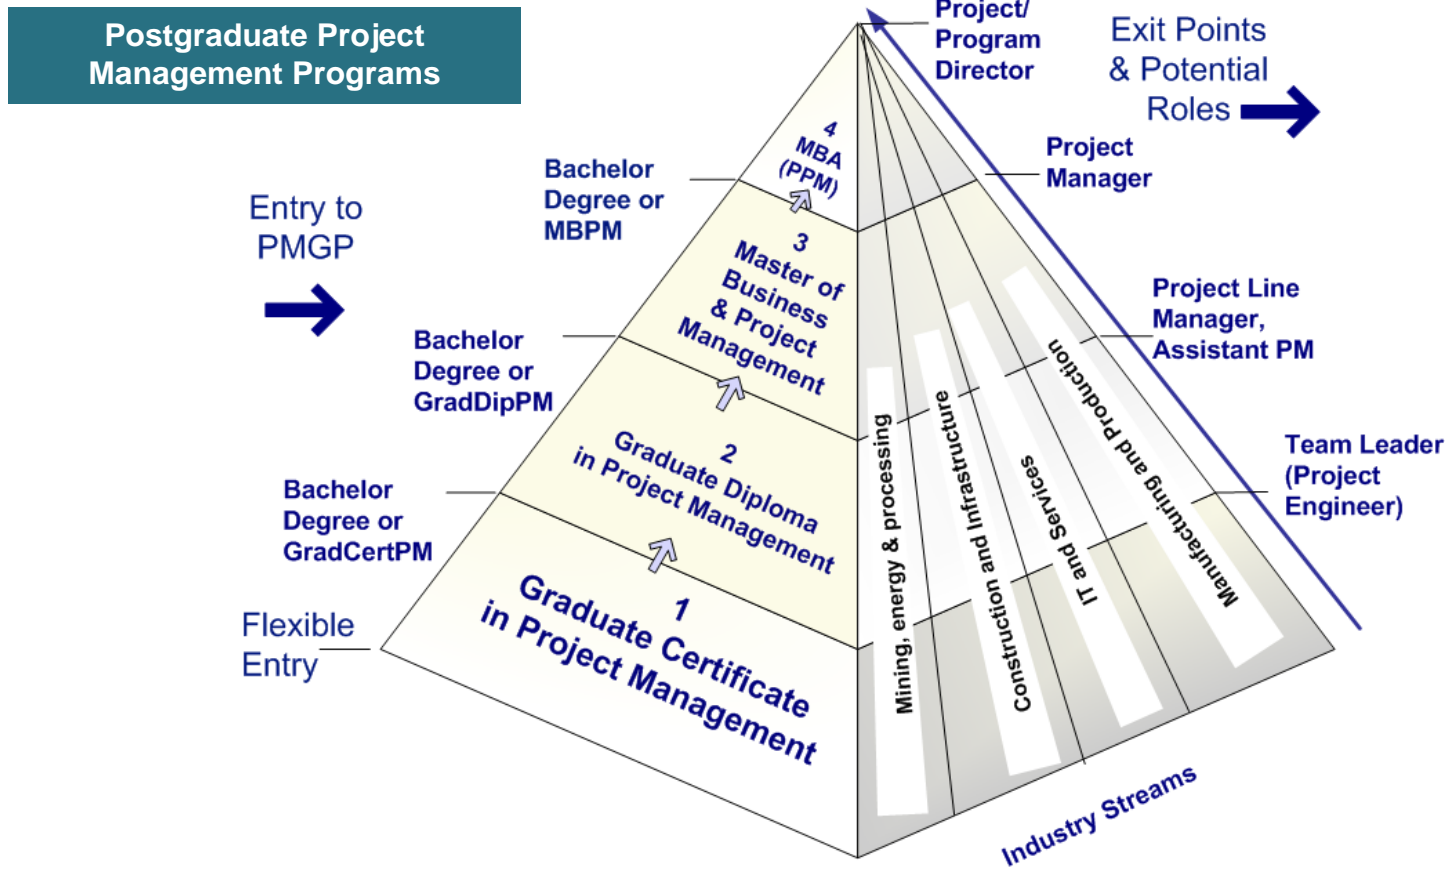 Postgraduate Project
Management Programs
Project/
Program
Director
Exit Points
& Potential
Roles
4
MBA
(PPM)
Project
Manager
Bachelor
Degree or
MBPM
Entry to
PMGP
3
Master of
Business
& Project
Management
Project Line
Manager,
Assistant PM
Bachelor
Degree or
GradDipPM
2
Graduate Diploma
in Project Management
Team Leader
(Project
Engineer)
Bachelor
Degree or
GradCertPM
1
Graduate Certificate
in Project Management
Flexible
Entry
Mining, energy & processing
Construction and Infrastructure
IT and Services
Manufacturing and Production
Industry Streams